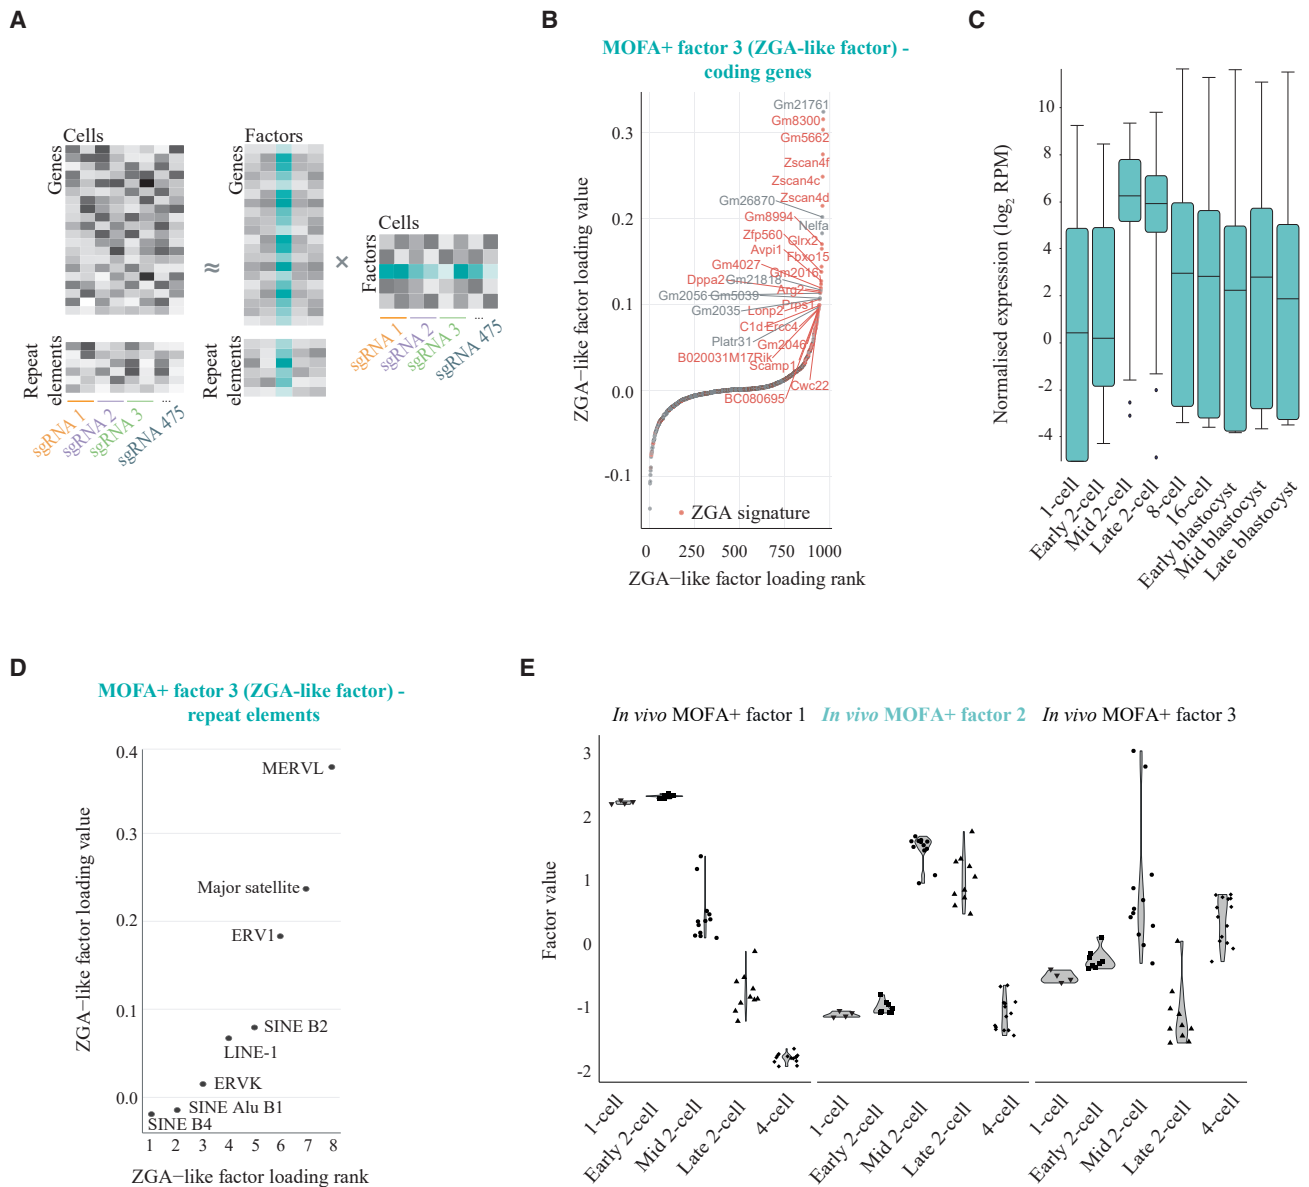 A
Cells
Genes
Repeat
elements
sgRNA 1
sgRNA 2
sgRNA 3
...
sgRNA 475
≈
Factors
Genes
Repeat
elements
×
Cells
Factors
sgRNA 1
sgRNA 2
sgRNA 3
...
sgRNA 475
B
MOFA+ factor 3 (ZGA-like factor) -
coding genes
ZGA−like factor loading value
0.3
0.2
0.1
0.0
-0.1
Gm21761
Gm8300
Gm5662
Zscan4f
Zscan4c
Zscan4d
Gm26870
Gm8994
Nelfa
Zfp560
Glrx2
Avpi1
Fbxo15
Gm4027
Gm2016
Dppa2
Gm21818
Arg2
Gm2056
Gm5039
Prps1
Gm2035
Lonp2
C1d
Ercc4
Platr31
Gm2046
B020031M17Rik
Scamp1
Cwc22
BC080695
ZGA signature
0
250
500
750
1000
ZGA−like factor loading rank
C
Normalised expression (log2 RPM)
10
8
6
4
2
0
-2
-4
1-cell
Early 2-cell
Mid 2-cell
Late 2-cell
8-cell
16-cell
Early blastocyst
Mid blastocyst
Late blastocyst
D
MOFA+ factor 3 (ZGA-like factor) -
repeat elements
ZGA−like factor loading value
0.4
0.3
0.2
0.1
0.0
MERVL
Major satellite
ERV1
SINE B2
LINE-1
ERVK
SINE Alu B1
SINE B4
1
2
3
4
5
6
7
8
ZGA−like factor loading rank
E
In vivo MOFA+ factor 1
In vivo MOFA+ factor 2
In vivo MOFA+ factor 3
Factor value
3
2
1
0
-1
-2
1-cell
Early 2-cell
Mid 2-cell
Late 2-cell
4-cell
1-cell
Early 2-cell
Mid 2-cell
Late 2-cell
4-cell
1-cell
Early 2-cell
Mid 2-cell
Late 2-cell
4-cell